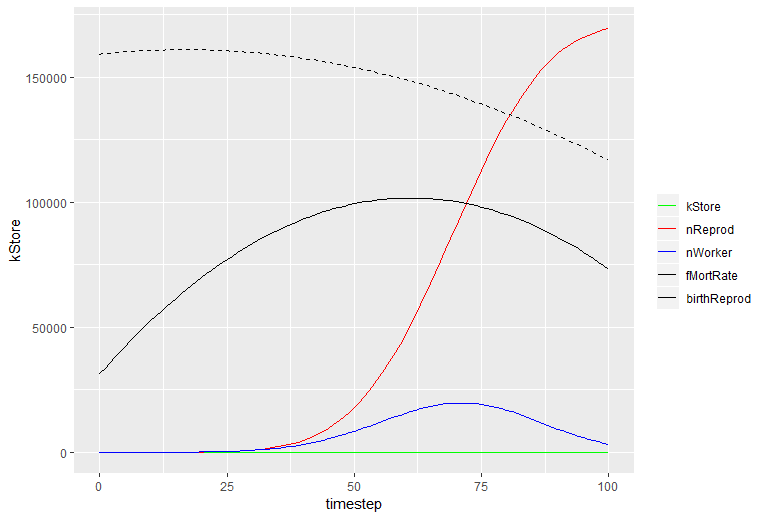 kStore
150000
100000
50000
0
0
25
50
75
100
timestep
kStore
nReprod
nWorker
fMortRate
birthReprod